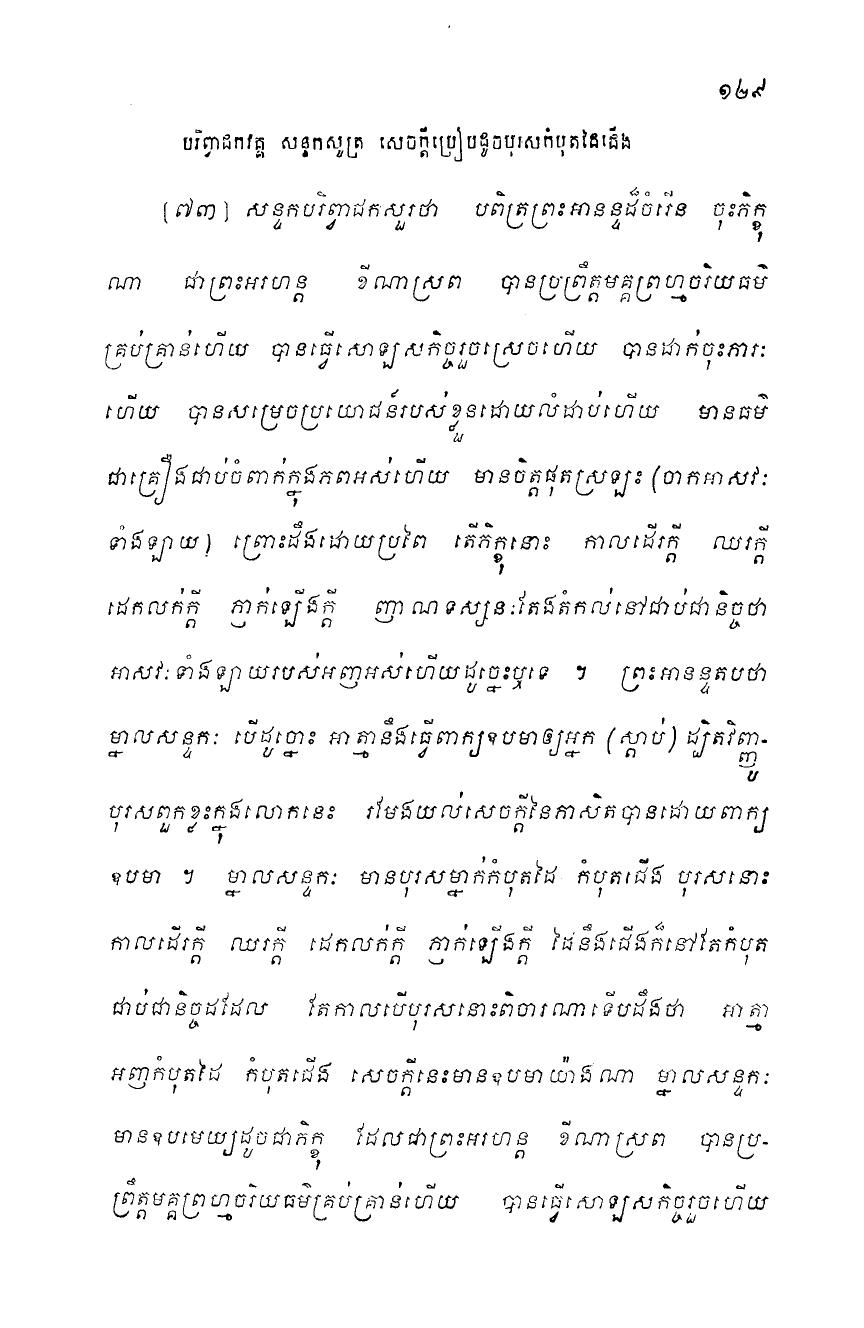 ១២៩
បរិព្វាជកវគ្គ សន្ទកសូត្រ សេចក្តីប្រៀបដូចបុរសកំបុតដៃជើង
[៧៣] សន្ទកបរិព្វាជកសួរថា បពិត្រព្រះអានន្ទដ៏ចំរើន ចុះភិក្ខុ
ណា ជាព្រះអរហន្ត ខីណាស្រព បានប្រព្រឹត្តមគ្គព្រហ្មចរិយធម៌
គ្រប់គ្រាន់ហើយ បានធ្វើសោឡសកិច្ចរួចស្រេចហើយ បានដាក់ចុះភារៈ
ហើយ បានសម្រេចប្រយោជន៍របស់ខ្លួនដោយលំដាប់ហើយ មានធម៌
ជាគ្រឿងជាប់ចំពាក់ក្នុងភពអស់ហើយ មានចិត្តផុតស្រឡះ (ចាកអាសវៈ
ទាំងឡាយ) ព្រោះដឹងដោយប្រពៃ តើភិក្ខុនោះ កាលដើរក្តី ឈរក្តី
ដេកលក់ក្តី ភ្ញាក់ឡើងក្តី ញាណទស្សនៈតែងតំកល់នៅជាប់ជានិច្ចថា
អាសវៈទាំងឡាយរបស់អញអស់ហើយដូច្នេះឬទេ ។ ព្រះអានន្ទតបថា
ម្នាលសន្ទកៈ បើដូច្នោះ អាត្មានឹងធ្វើពាក្យឧបមាឲ្យអ្នក (ស្តាប់) ដ្បិតវិញ្ញូ-
បុរសពួកខ្លះក្នុងលោកនេះ រមែងយល់សេចក្តីនៃភាសិតបានដោយពាក្យ
ឧបមា ។ ម្នាលសន្ទកៈ មានបុរសម្នាក់កំបុតដៃ កំបុតជើង បុរសនោះ
កាលដើរក្តី ឈរក្តី ដេកលក់ក្តី ភ្ញាក់ឡើងក្តី ដៃនឹងជើងក៏នៅតែកំបុត
ជាប់ជានិច្ចដដែល តែកាលបើបុរសនោះពិចារណាទើបដឹងថា អាត្មា
អញកំបុតដៃ កំបុតជើង សេចក្តីនេះមានឧបមាយ៉ាងណា ម្នាលសន្ទកៈ
មានឧបមេយ្យដូចជាភិក្ខុ ដែលជាព្រះអរហន្ត ខីណាស្រព បានប្រ-
ព្រឹត្តមគ្គព្រហ្មចរិយធម៌គ្រប់គ្រាន់ហើយ បានធ្វើសោឡសកិច្ចរួចហើយ